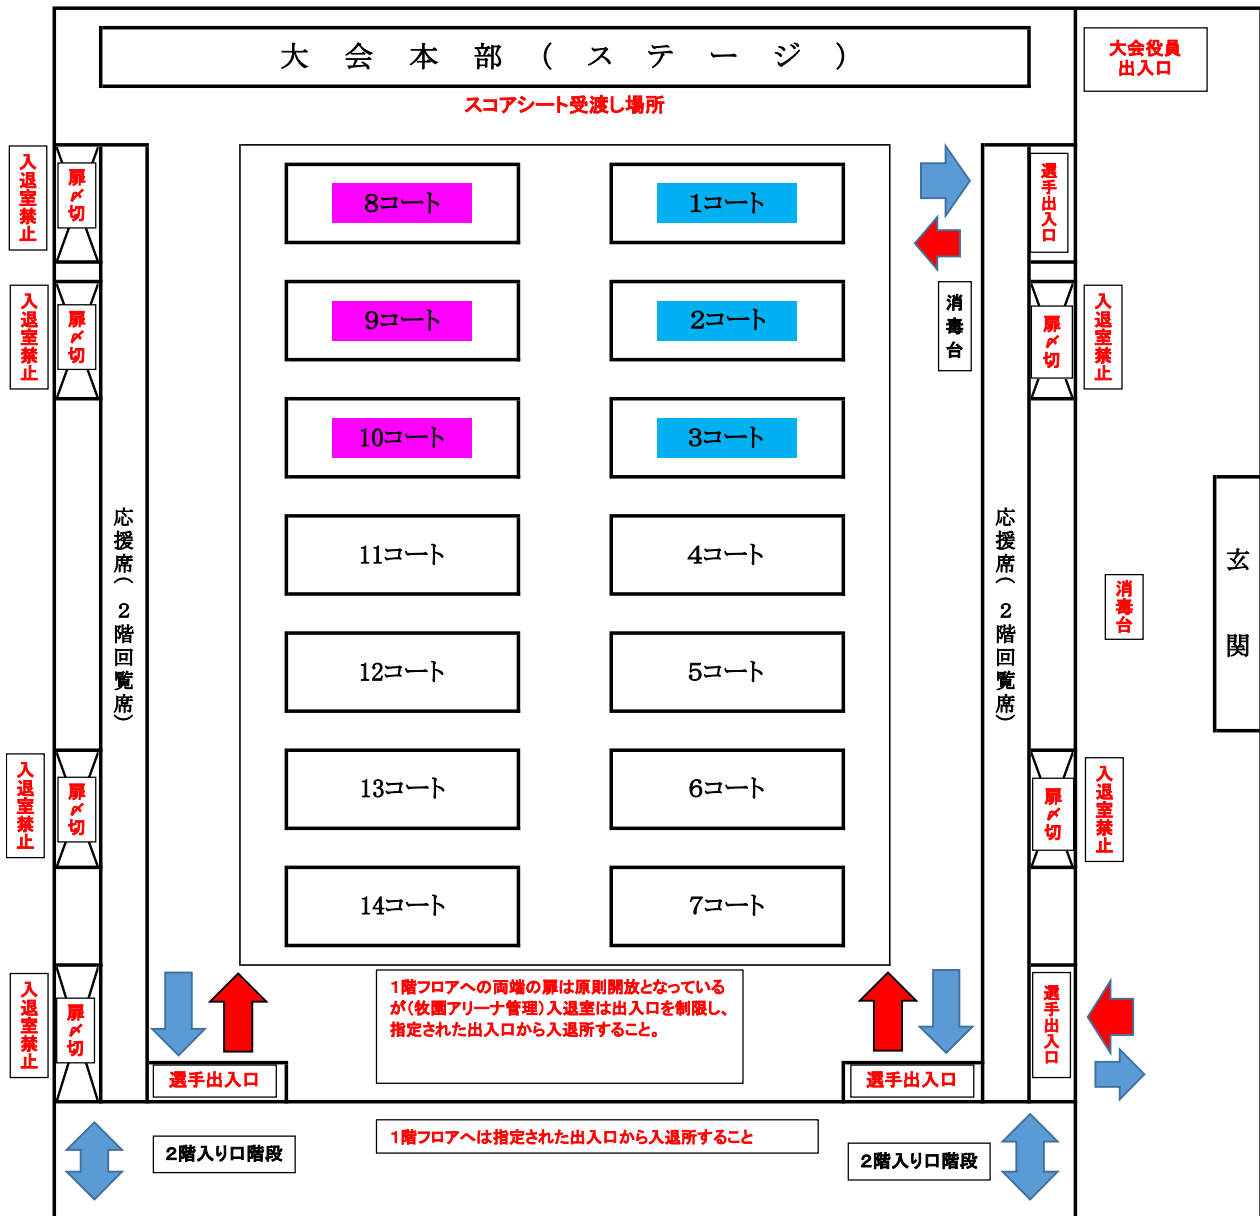 大会本部(ステージ)
大会役員
出入口
スコアシート受渡し場所
入退室禁止
扉〆切
8コート
1コート
選手出入口
入退室禁止
扉〆切
9コート
2コート
消毒台
扉〆切
入退室禁止
10コート
3コート
応援席(2階回覧席)
11コート
4コート
応援席(2階回覧席)
消毒台
玄関
12コート
5コート
入退室禁止
扉〆切
13コート
6コート
扉〆切
入退室禁止
14コート
7コート
入退室禁止
扉〆切
1階フロアへの両端の扉は原則開放となっている
が(牧園アリーナ管理)入退室は出入口を制限し、
指定された出入口から入退所すること。
選手出入口
選手出入口
選手出入口
2階入り口階段
1階フロアへは指定された出入口から入退所すること
2階入り口階段